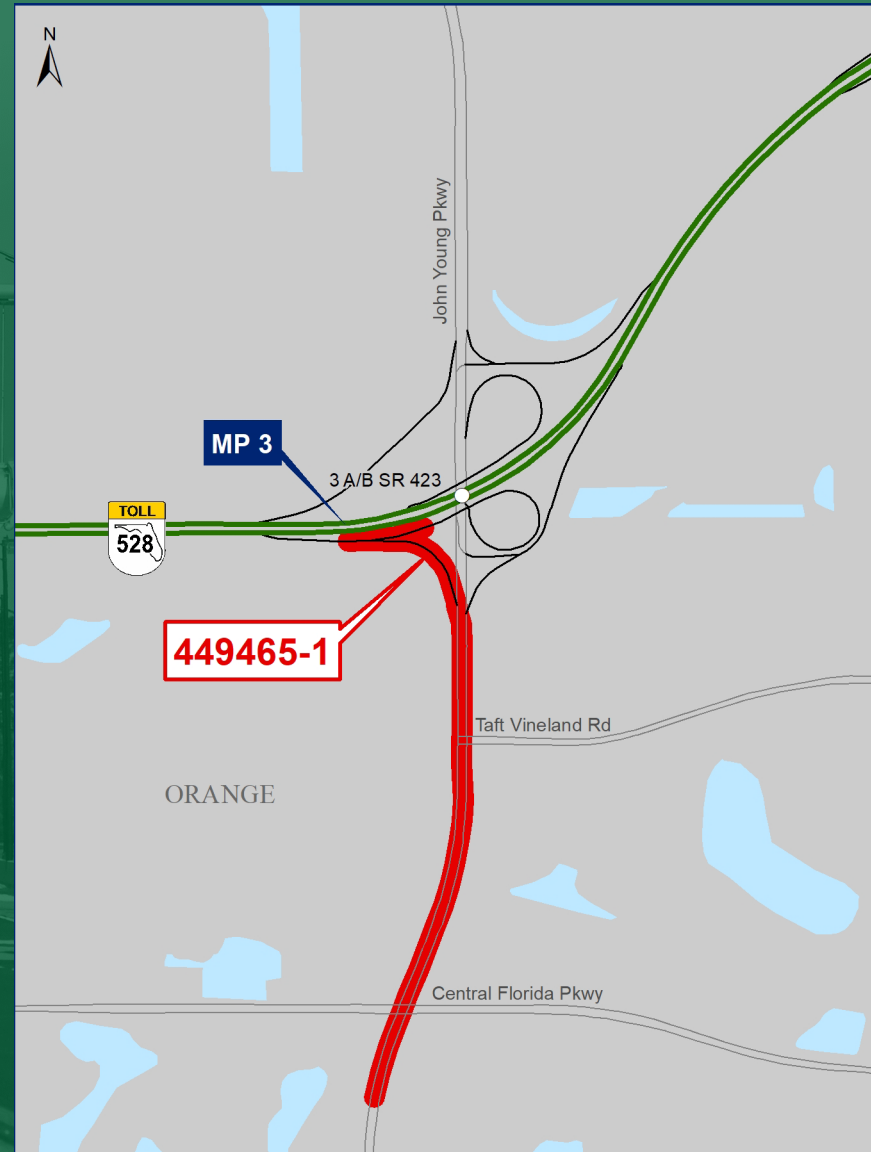 N
John Young Pkwy
MP 3
3 A/B SR 423
TOLL
528
449465-1
Taft Vineland Rd
ORANGE
Central Florida Pkwy